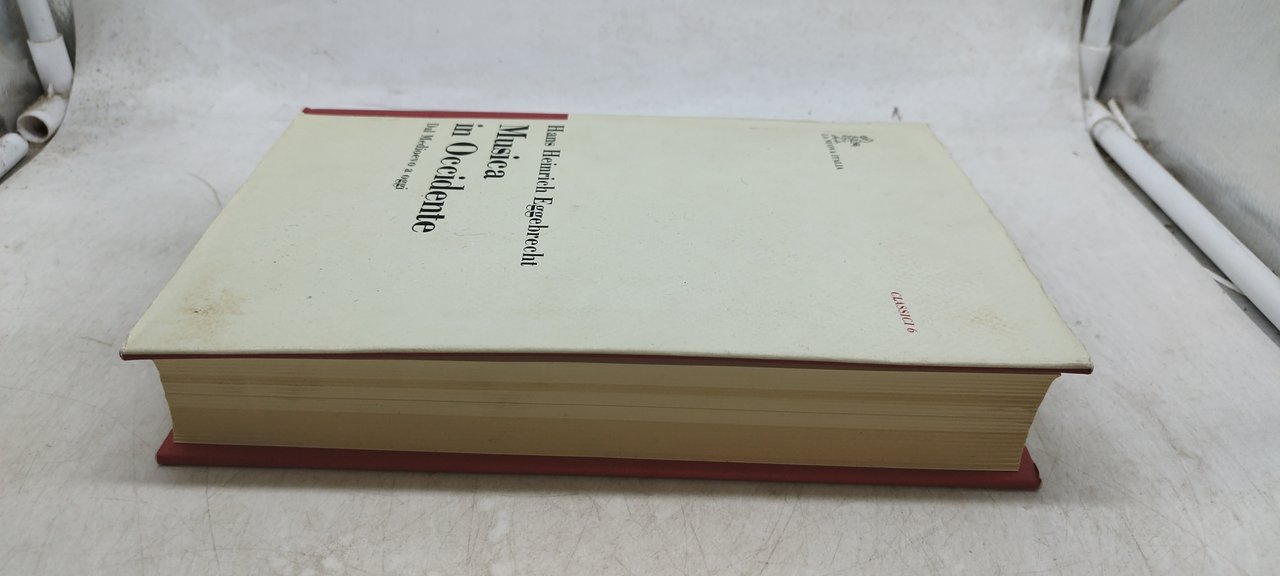 Hans Heinrich Eggebrecht
Musica
in Occidente
Dal Medioevo a oggi
LA NUOVA ITALIA
CLASSICI 6